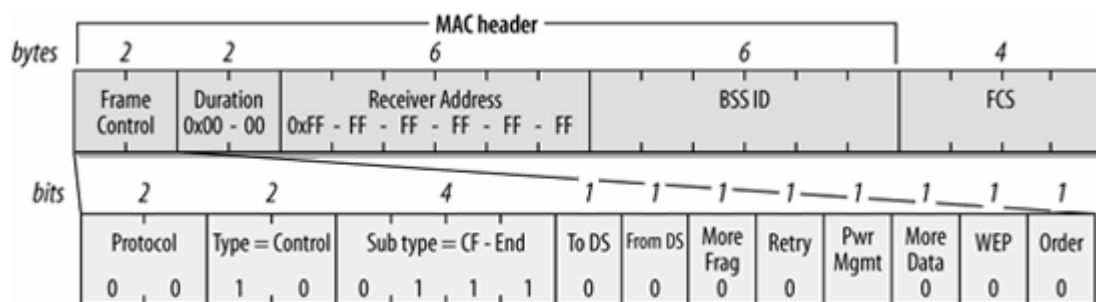 MAC header
bytes 2 2 6 6 4
Frame Control Duration Receiver Address BSS ID FCS
0x00 - 00 0xFF - FF - FF - FF - FF - FF
bits 2 2 4 1 1 1 1 1 1 1 1
Protocol Type = Control Sub type = CF - End To DS From DS More Frag Retry Pwr Mgmt More Data WEP Order
0 0 1 0 0 1 1 1 0 0 0 0 0 0 0